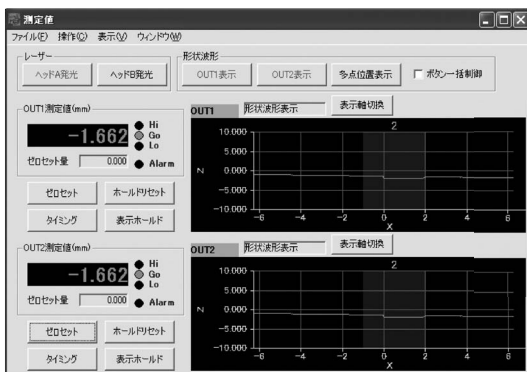 測定値
ファイル(F) 操作(C) 表示(V) ウィンドウ(W)
レーザー
ヘッドA発光 ヘッドB発光
形状波形
OUT1表示 OUT2表示 多点位置表示 ボタン一括制御
OUT1測定値(mm)
-1.662
Hi
Go
Lo
ゼロセット量 0.000 Alarm
ゼロセット ホールドリセット
タイミング 表示ホールド
OUT1 形状波形表示 表示軸切換
2
10.000
5.000
0.000
-5.000
-10.000
Z
-6 -4 -2 0 2 4 6
X
OUT2測定値(mm)
-1.662
Hi
Go
Lo
ゼロセット量 0.000 Alarm
ゼロセット ホールドリセット
タイミング 表示ホールド
OUT2 形状波形表示 表示軸切換
2
10.000
5.000
0.000
-5.000
-10.000
Z
-6 -4 -2 0 2 4 6
X